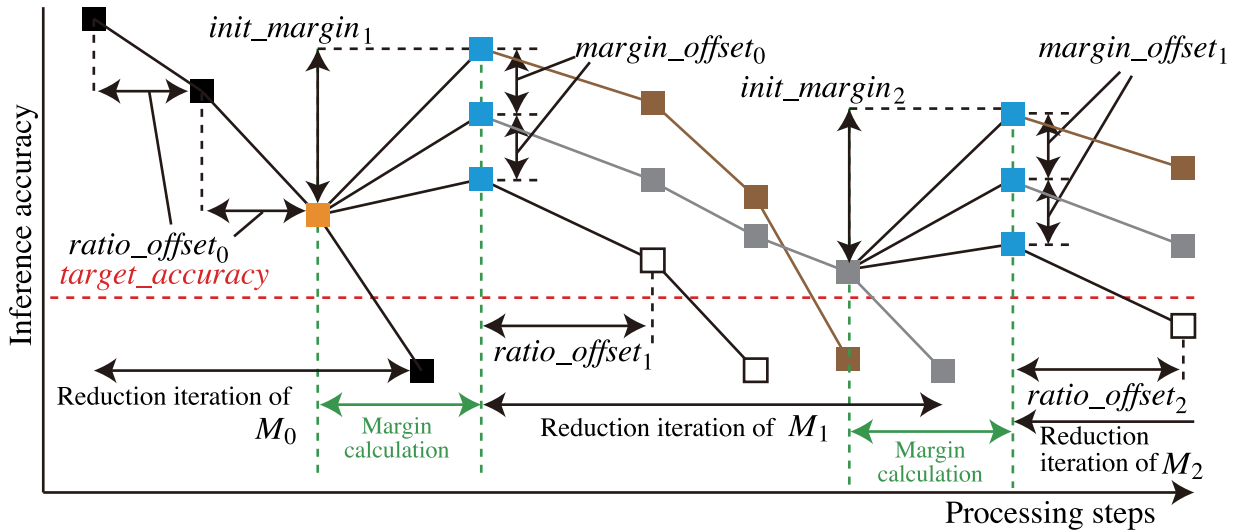 init_margin1
margin_offset0
margin_offset1
init_margin2
ratio_offset0
target_accuracy
Inference accuracy
ratio_offset1
Reduction iteration of
M0
Margin
calculation
Reduction iteration of M1
Margin
calculation
ratio_offset2
Reduction
iteration of M2
Processing steps